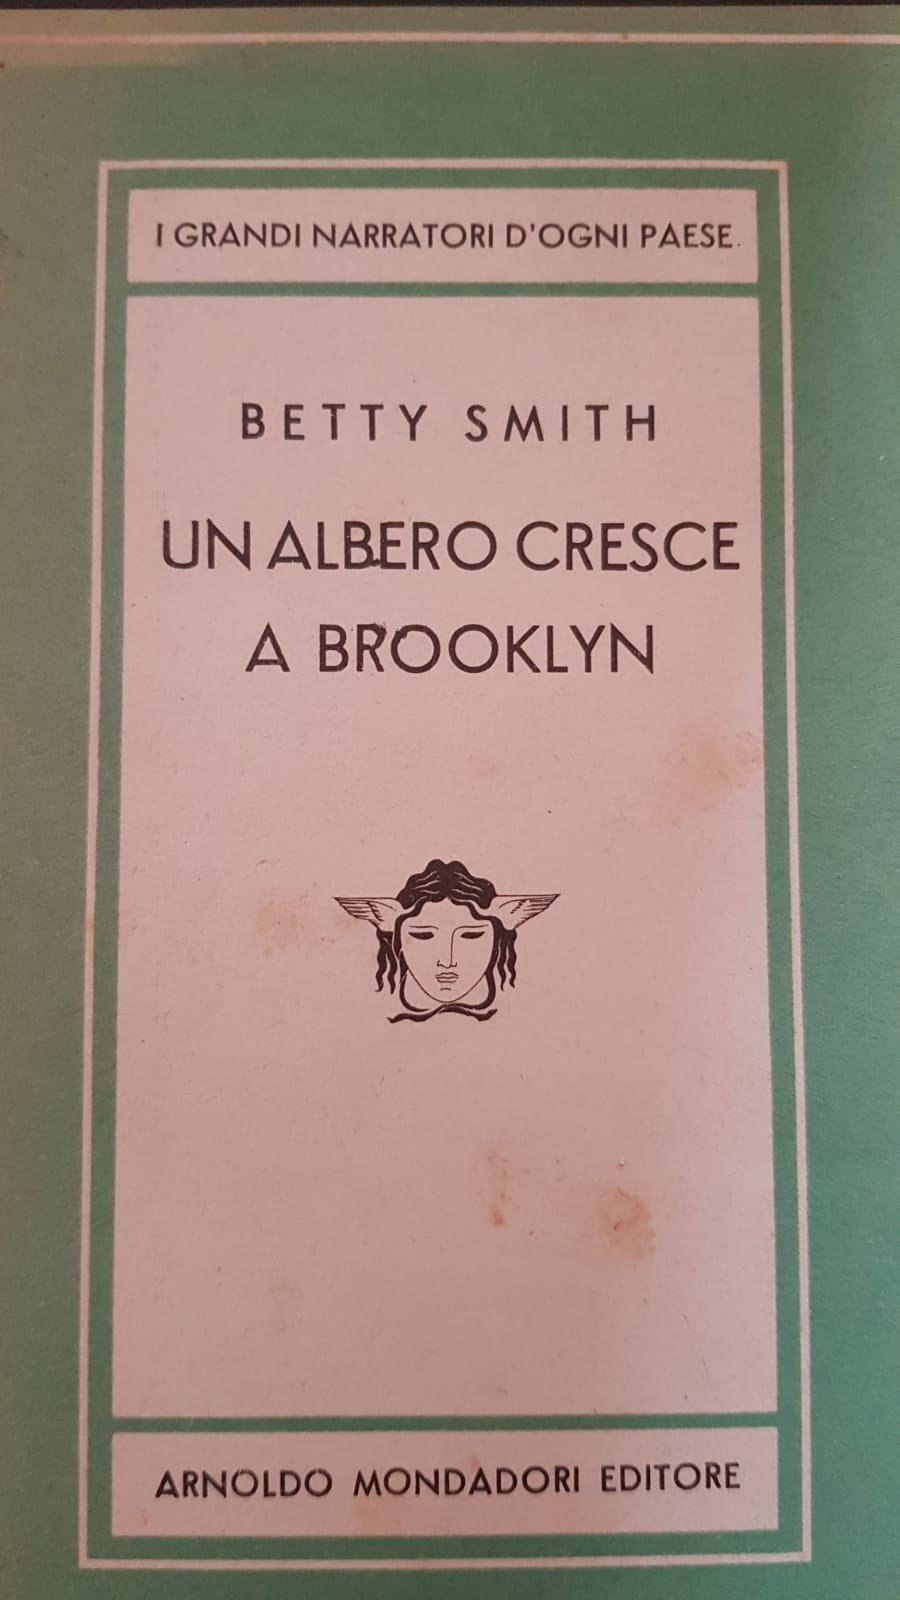 I GRANDI NARRATORI D'OGNI PAESE.
BETTY SMITH
UN ALBERO CRESCE
A BROOKLYN
ARNOLDO MONDADORI EDITORE